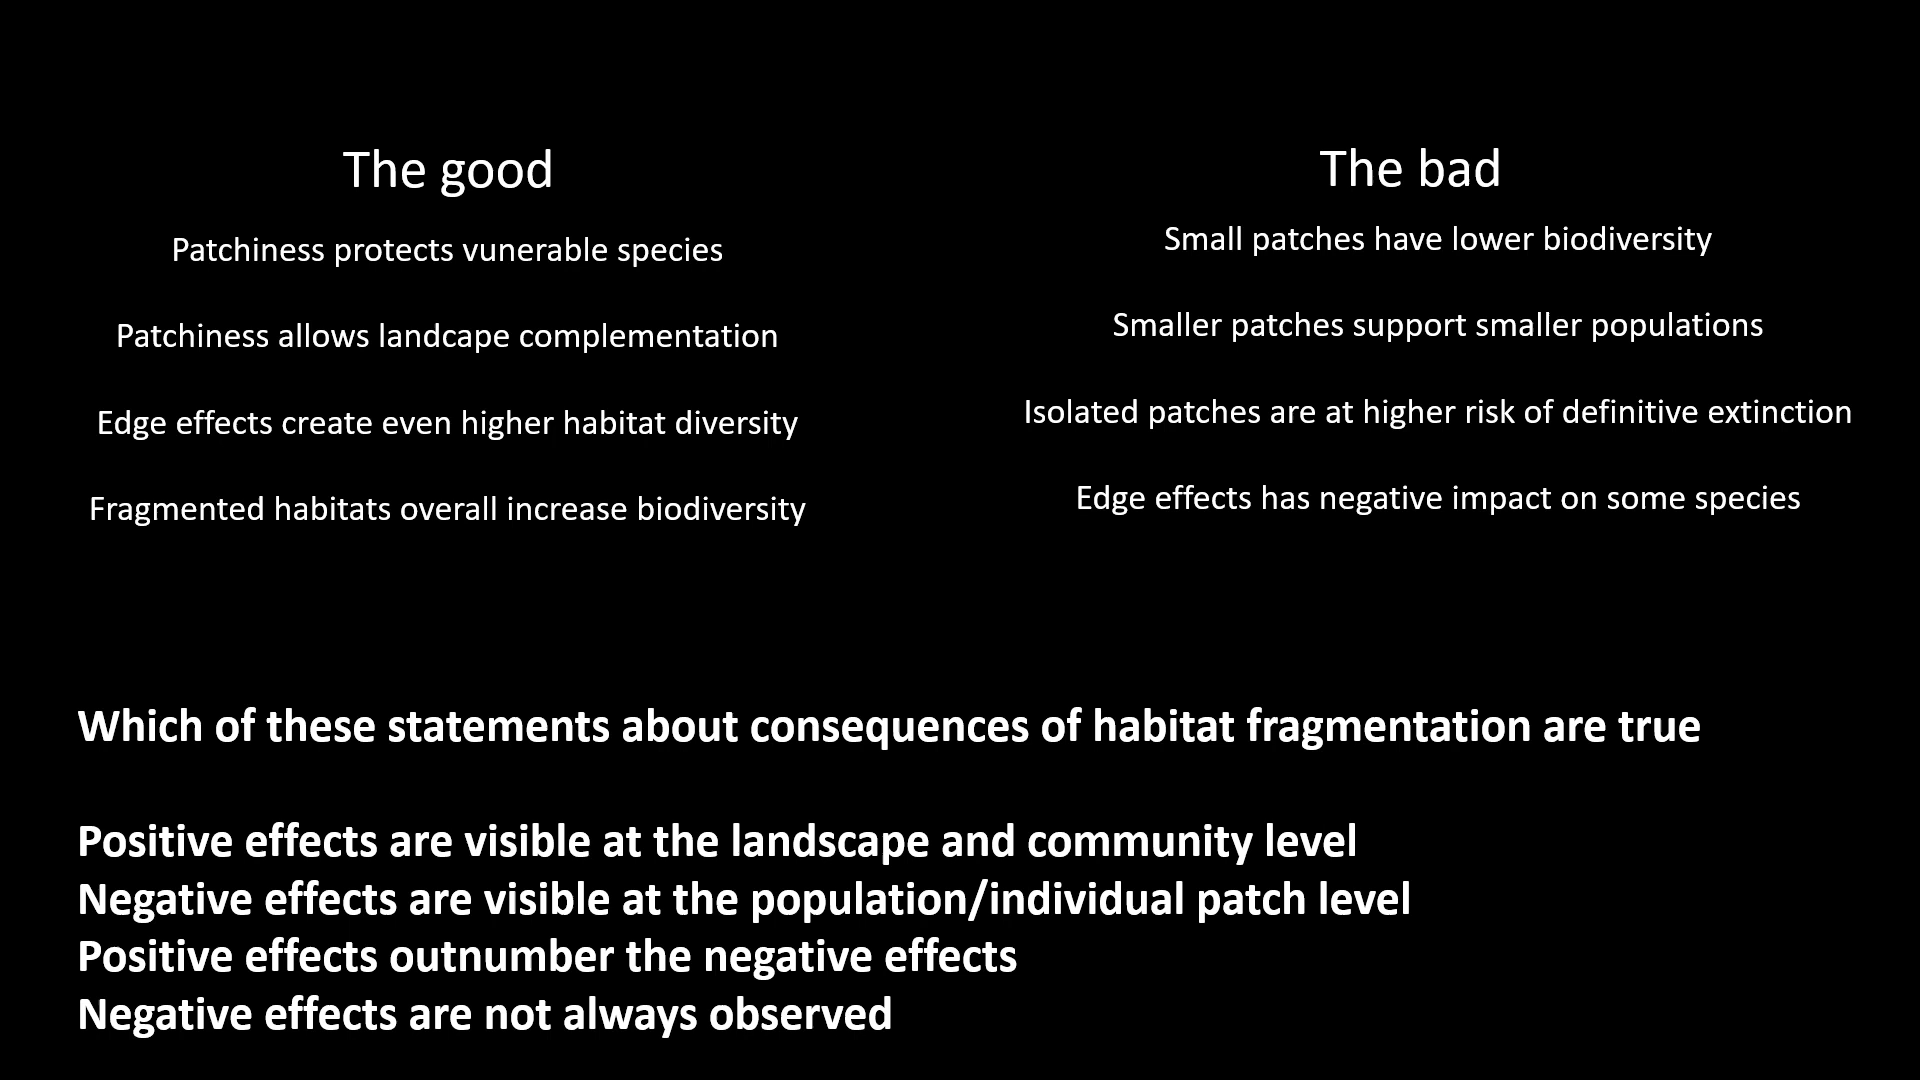 The good
Patchiness protects vunerable species
Patchiness allows landcape complementation
Edge effects create even higher habitat diversity
Fragmented habitats overall increase biodiversity
The bad
Small patches have lower biodiversity
Smaller patches support smaller populations
Isolated patches are at higher risk of definitive extinction
Edge effects has negative impact on some species
Which of these statements about consequences of habitat fragmentation are true
Positive effects are visible at the landscape and community level
Negative effects are visible at the population/individual patch level
Positive effects outnumber the negative effects
Negative effects are not always observed